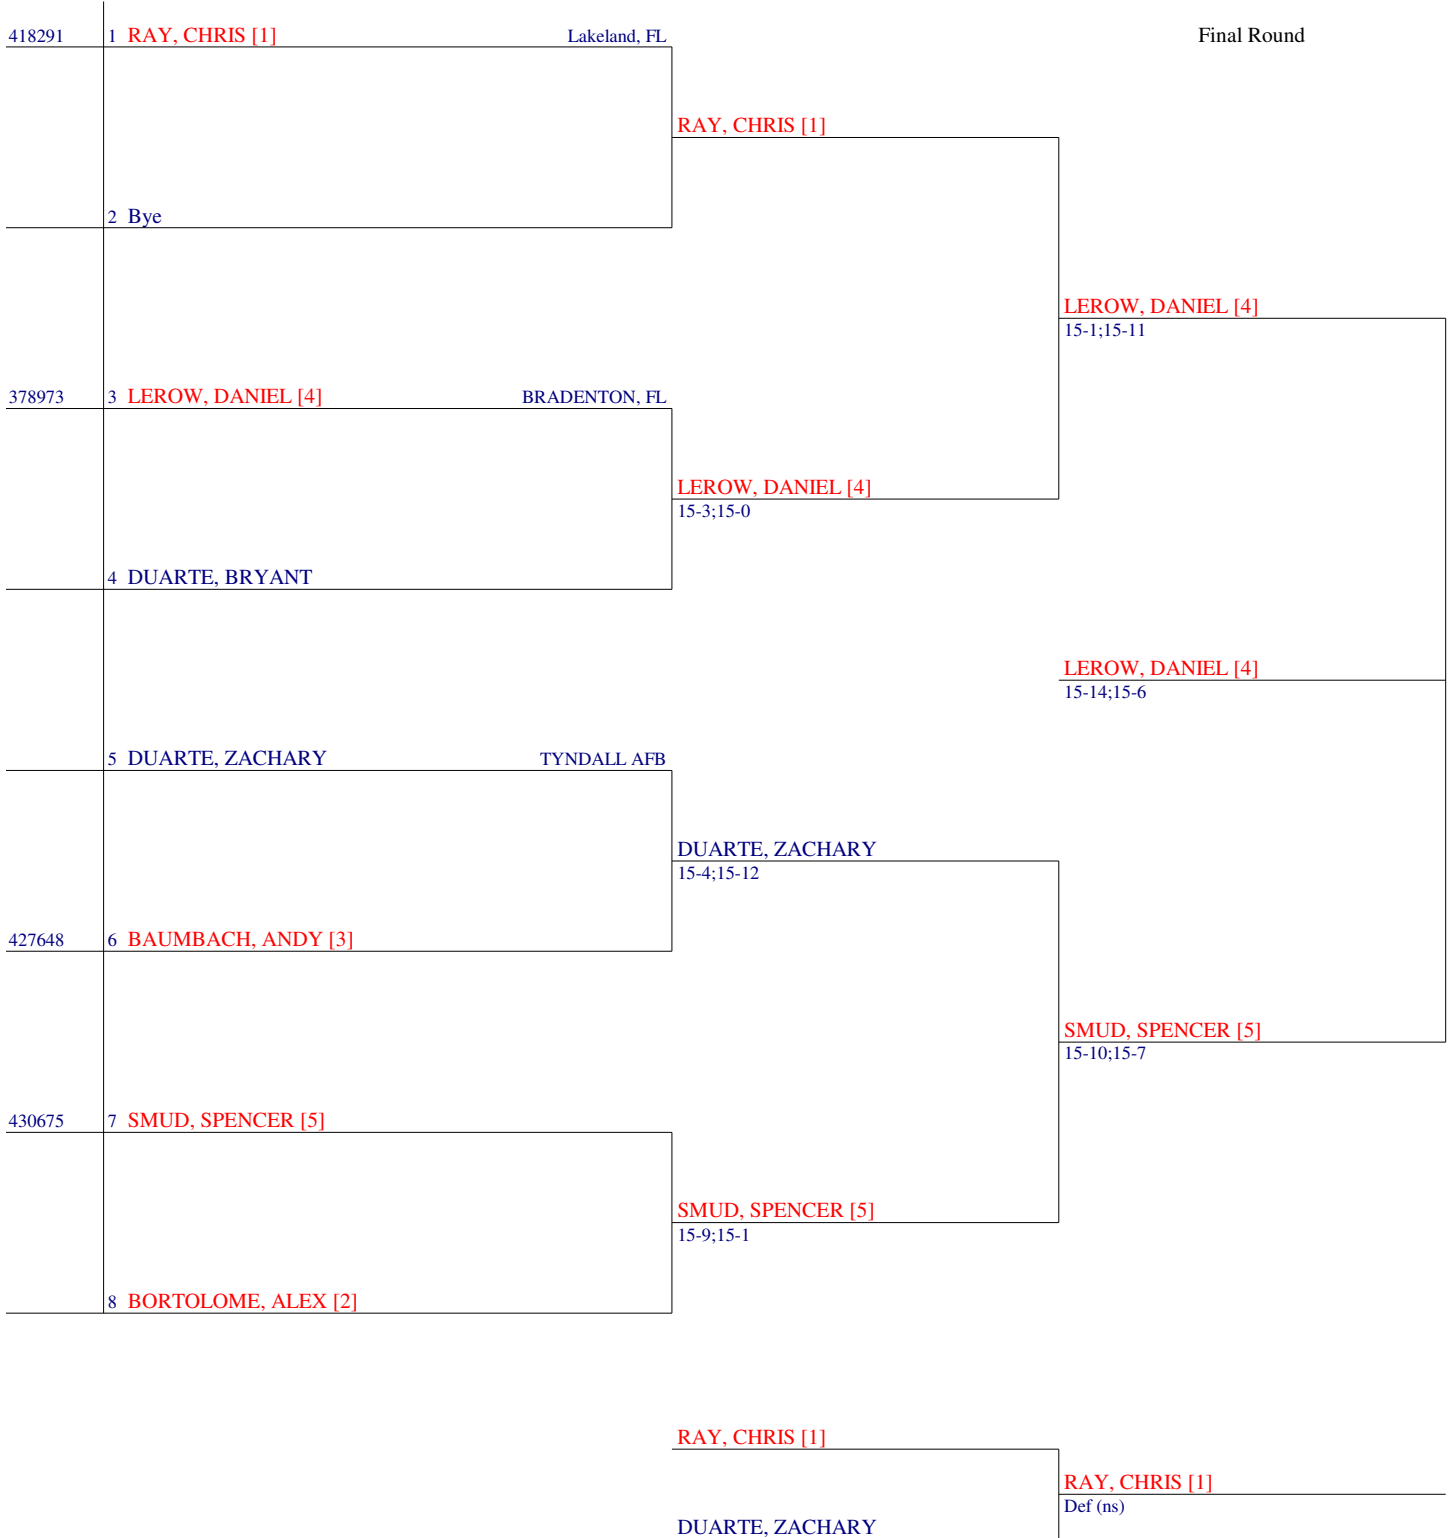 418291 1 RAY, CHRIS [1] Lakeland, FL Final Round
RAY, CHRIS [1]
2 Bye
LEROW, DANIEL [4]
15-1;15-11
378973 3 LEROW, DANIEL [4] BRADENTON, FL
LEROW, DANIEL [4]
15-3;15-0
4 DUARTE, BRYANT
LEROW, DANIEL [4]
15-14;15-6
5 DUARTE, ZACHARY TYNDALL AFB
DUARTE, ZACHARY
15-4;15-12
427648 6 BAUMBACH, ANDY [3]
SMUD, SPENCER [5]
15-10;15-7
430675 7 SMUD, SPENCER [5]
SMUD, SPENCER [5]
15-9;15-1
8 BORTOLOME, ALEX [2]
RAY, CHRIS [1]
RAY, CHRIS [1]
Def (ns)
DUARTE, ZACHARY